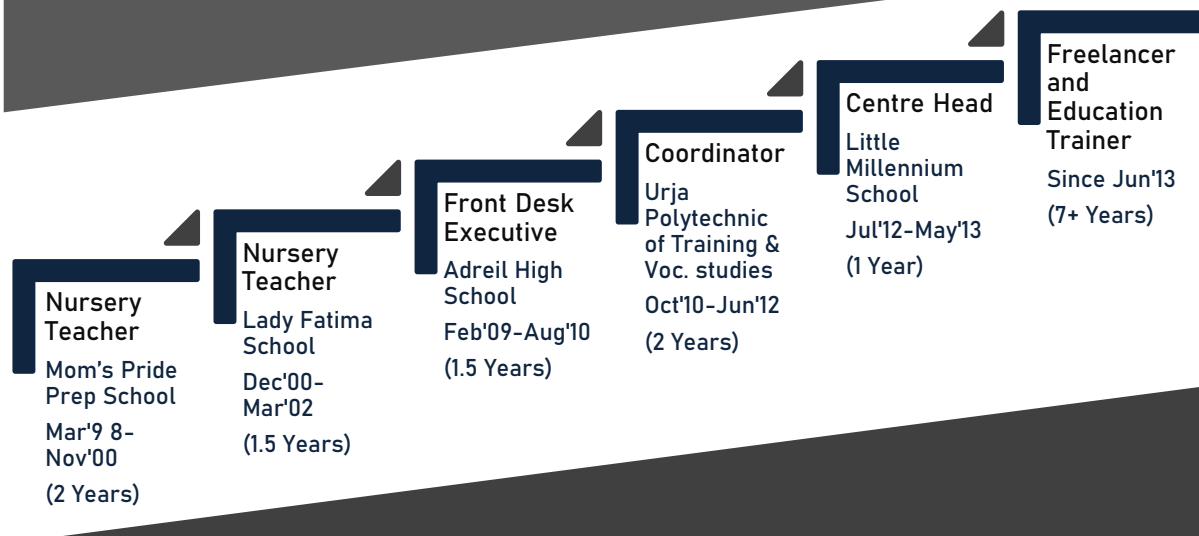 Nursery
Teacher
Mom's Pride
Prep School
Mar'9 8-
Nov'00
(2 Years)
Nursery
Teacher
Lady Fatima
School
Dec'00-
Mar'02
(1.5 Years)
Front Desk
Executive
Adreil High
School
Feb'09-Aug'10
(1.5 Years)
Coordinator
Urja
Polytechnic
of Training &
Voc. studies
Oct'10-Jun'12
(2 Years)
Centre Head
Little
Millennium
School
Jul'12-May'13
(1 Year)
Freelancer
and
Education
Trainer
Since Jun'13
(7+ Years)